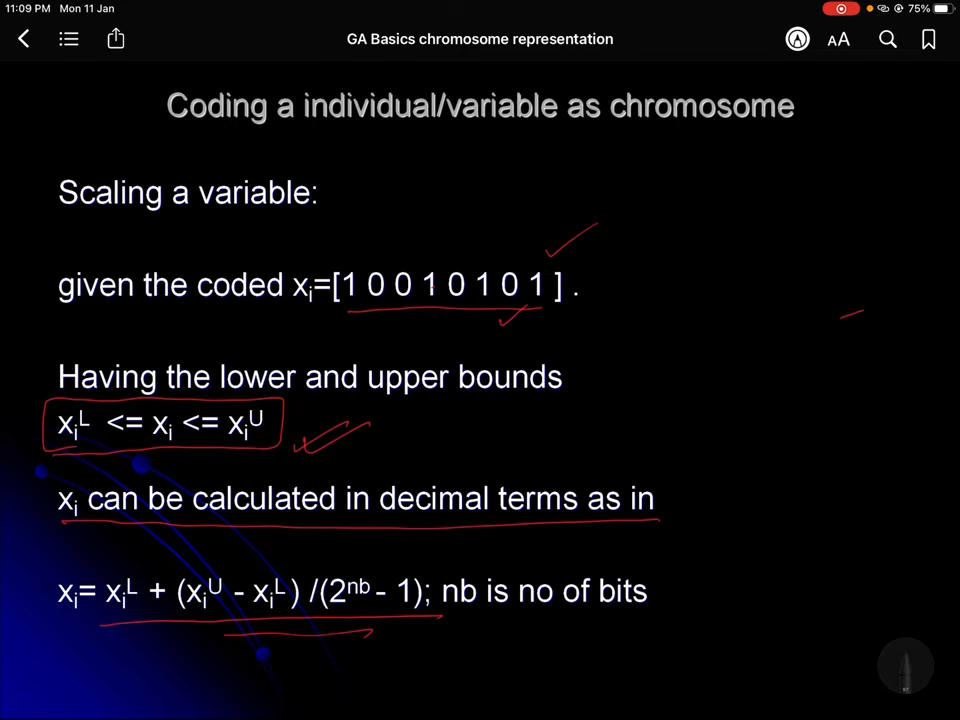 11:09 PM Mon 11 Jan
75%
GA Basics chromosome representation
AA
Coding a individual/variable as chromosome
Scaling a variable:
given the coded xi=[1 0 0 1 0 1 0 1 ] .
Having the lower and upper bounds
xiL <= xi <= xiU
xi can be calculated in decimal terms as in
xi= xiL + (xiU - xiL ) /(2nb - 1); nb is no of bits